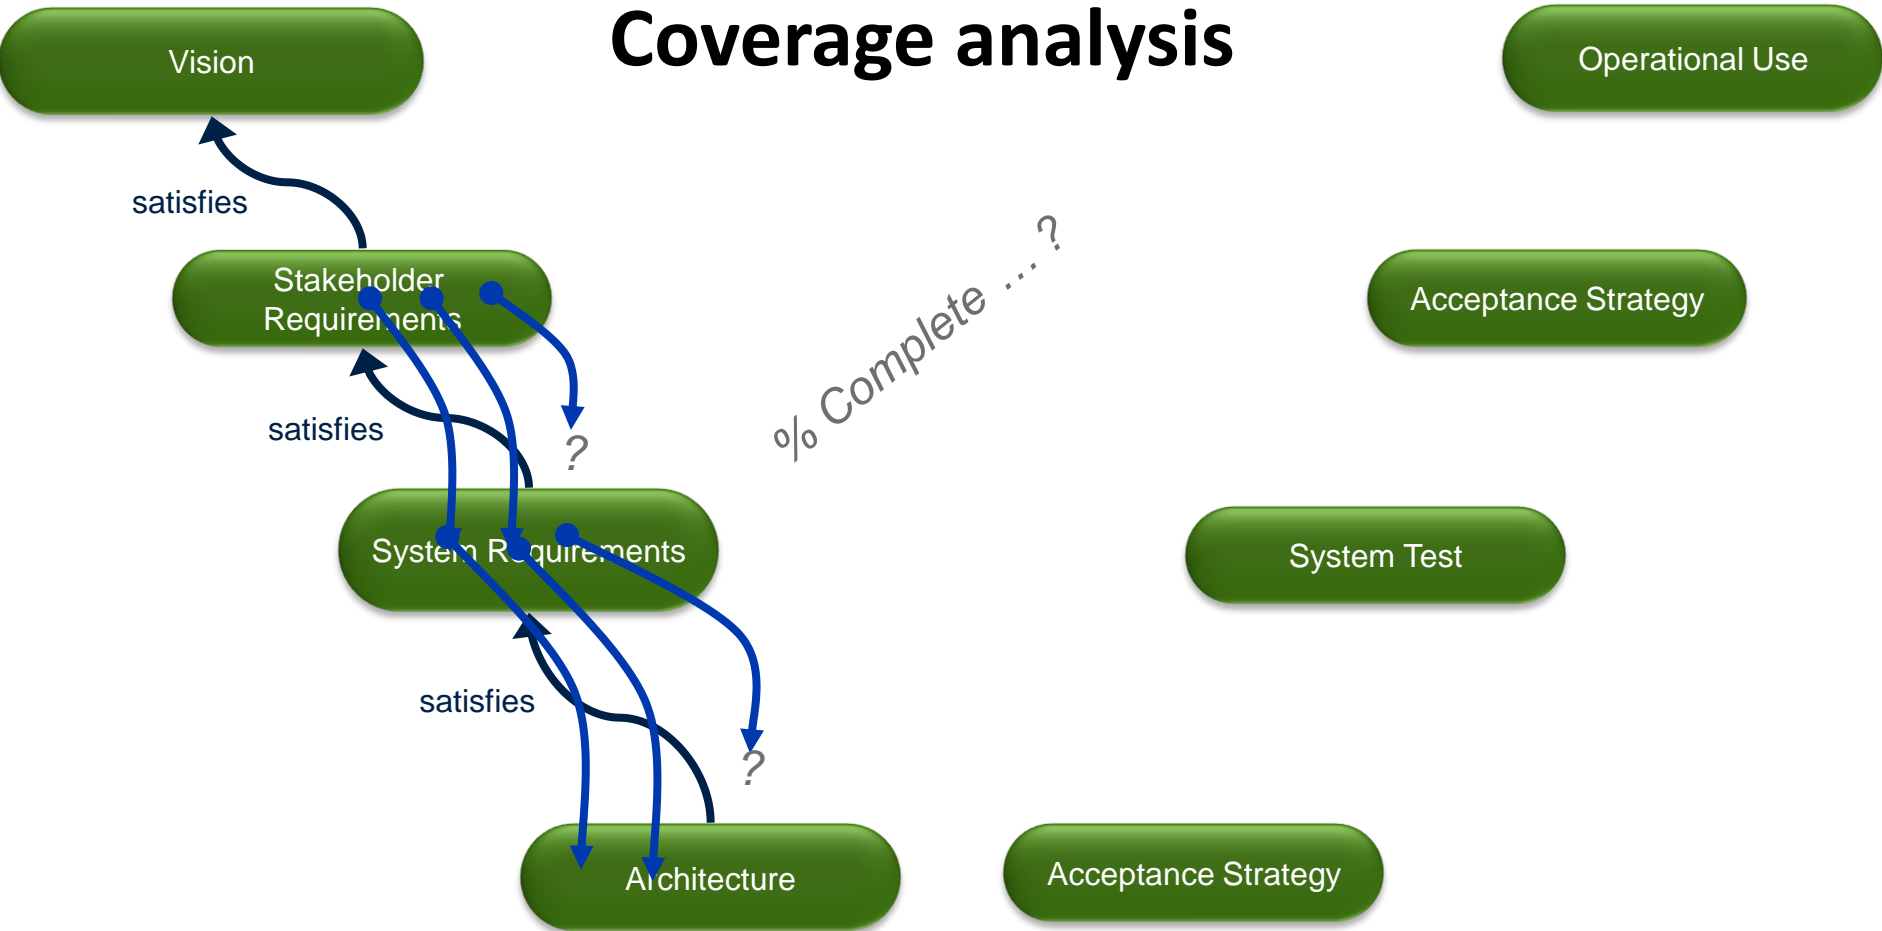 Coverage analysis
Vision
Operational Use
satisfies
Stakeholder
Requirements
% Complete … ?
Acceptance Strategy
satisfies
?
System Requirements
System Test
satisfies
?
Architecture
Acceptance Strategy